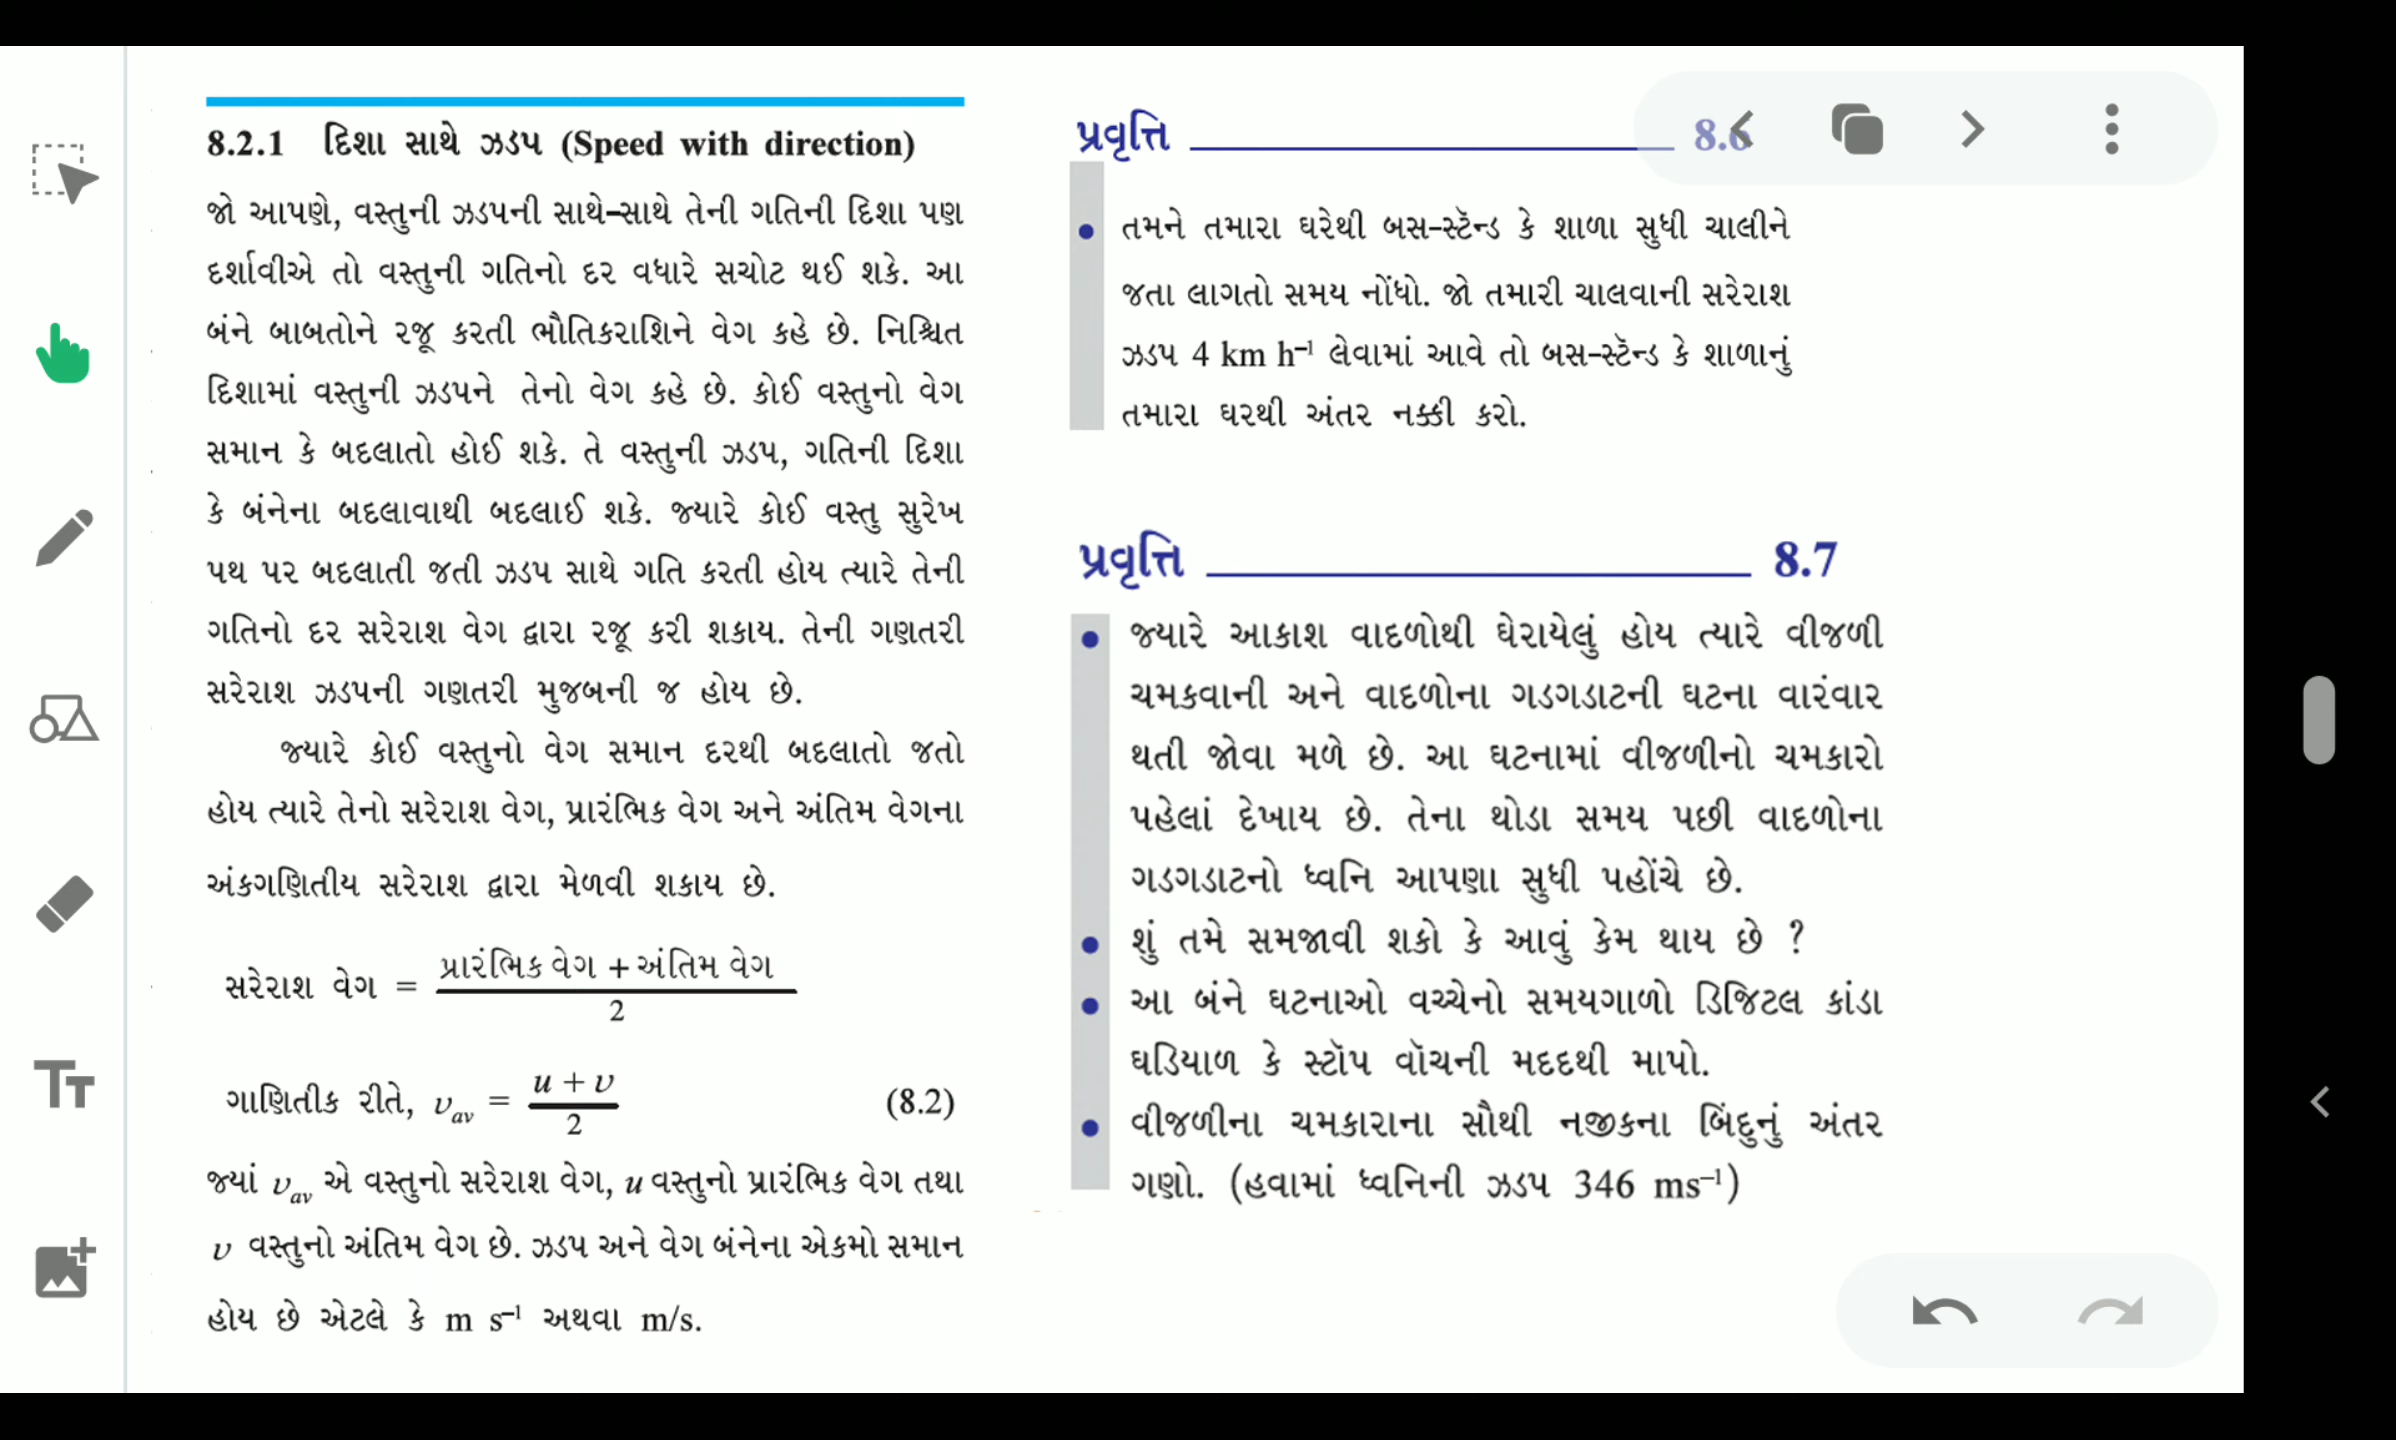 8.2.1 દિશા સાથે ઝડપ (Speed with direction)
જો આપણે, વસ્તુની ઝડપની સાથે-સાથે તેની ગતિની દિશા પણ
દર્શાવીએ તો વસ્તુની ગતિનો દર વધારે સચોટ થઈ શકે. આ
બંને બાબતોને રજૂ કરતી ભૌતિકરાશિને વેગ કહે છે. નિશ્ચિત
દિશામાં વસ્તુની ઝડપને તેનો વેગ કહે છે. કોઈ વસ્તુનો વેગ
સમાન કે બદલાતો હોઈ શકે. તે વસ્તુની ઝડપ, ગતિની દિશા
કે બંનેના બદલાવાથી બદલાઈ શકે. જ્યારે કોઈ વસ્તુ સુરેખ
પથ પર બદલાતી જતી ઝડપ સાથે ગતિ કરતી હોય ત્યારે તેની
ગતિનો દર સરેરાશ વેગ દ્વારા રજૂ કરી શકાય. તેની ગણતરી
સરેરાશ ઝડપની ગણતરી મુજબની જ હોય છે.
જ્યારે કોઈ વસ્તુનો વેગ સમાન દરથી બદલાતો જતો
હોય ત્યારે તેનો સરેરાશ વેગ, પ્રારંભિક વેગ અને અંતિમ વેગના
અંકગણિતીય સરેરાશ દ્વારા મેળવી શકાય છે.
સરેરાશ વેગ = પ્રારંભિક વેગ + અંતિમ વેગ / 2
ગાણિતીક રીતે, v_av = u + v / 2 (8.2)
જ્યાં v_av એ વસ્તુનો સરેરાશ વેગ, u વસ્તુનો પ્રારંભિક વેગ તથા
v વસ્તુનો અંતિમ વેગ છે. ઝડપ અને વેગ બંનેના એકમો સમાન
હોય છે એટલે કે m s⁻¹ અથવા m/s.
પ્રવૃત્તિ 8.6
• તમને તમારા ઘરેથી બસ-સ્ટૅન્ડ કે શાળા સુધી ચાલીને
જતા લાગતો સમય નોંધો. જો તમારી ચાલવાની સરેરાશ
ઝડપ 4 km h⁻¹ લેવામાં આવે તો બસ-સ્ટૅન્ડ કે શાળાનું
તમારા ઘરથી અંતર નક્કી કરો.
પ્રવૃત્તિ 8.7
• જ્યારે આકાશ વાદળોથી ઘેરાયેલું હોય ત્યારે વીજળી
ચમકવાની અને વાદળોના ગડગડાટની ઘટના વારંવાર
થતી જોવા મળે છે. આ ઘટનામાં વીજળીનો ચમકારો
પહેલાં દેખાય છે. તેના થોડા સમય પછી વાદળોના
ગડગડાટનો ધ્વનિ આપણા સુધી પહોંચે છે.
• શું તમે સમજાવી શકો કે આવું કેમ થાય છે ?
• આ બંને ઘટનાઓ વચ્ચેનો સમયગાળો ડિજિટલ કાંડા
ઘડિયાળ કે સ્ટૉપ વૉચની મદદથી માપો.
• વીજળીના ચમકારાના સૌથી નજીકના બિંદુનું અંતર
ગણો. (હવામાં ધ્વનિની ઝડપ 346 ms⁻¹)
TT